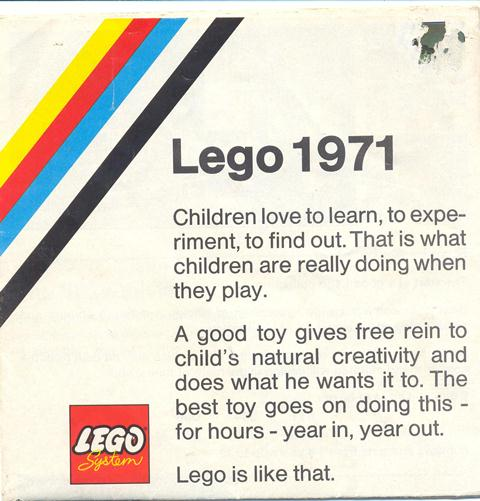 Lego 1971
Children love to learn, to expe-
riment, to find out. That is what
children are really doing when
they play.
A good toy gives free rein to
child's natural creativity and
does what he wants it to. The
best toy goes on doing this -
for hours - year in, year out.
Lego is like that.
LEGO
System